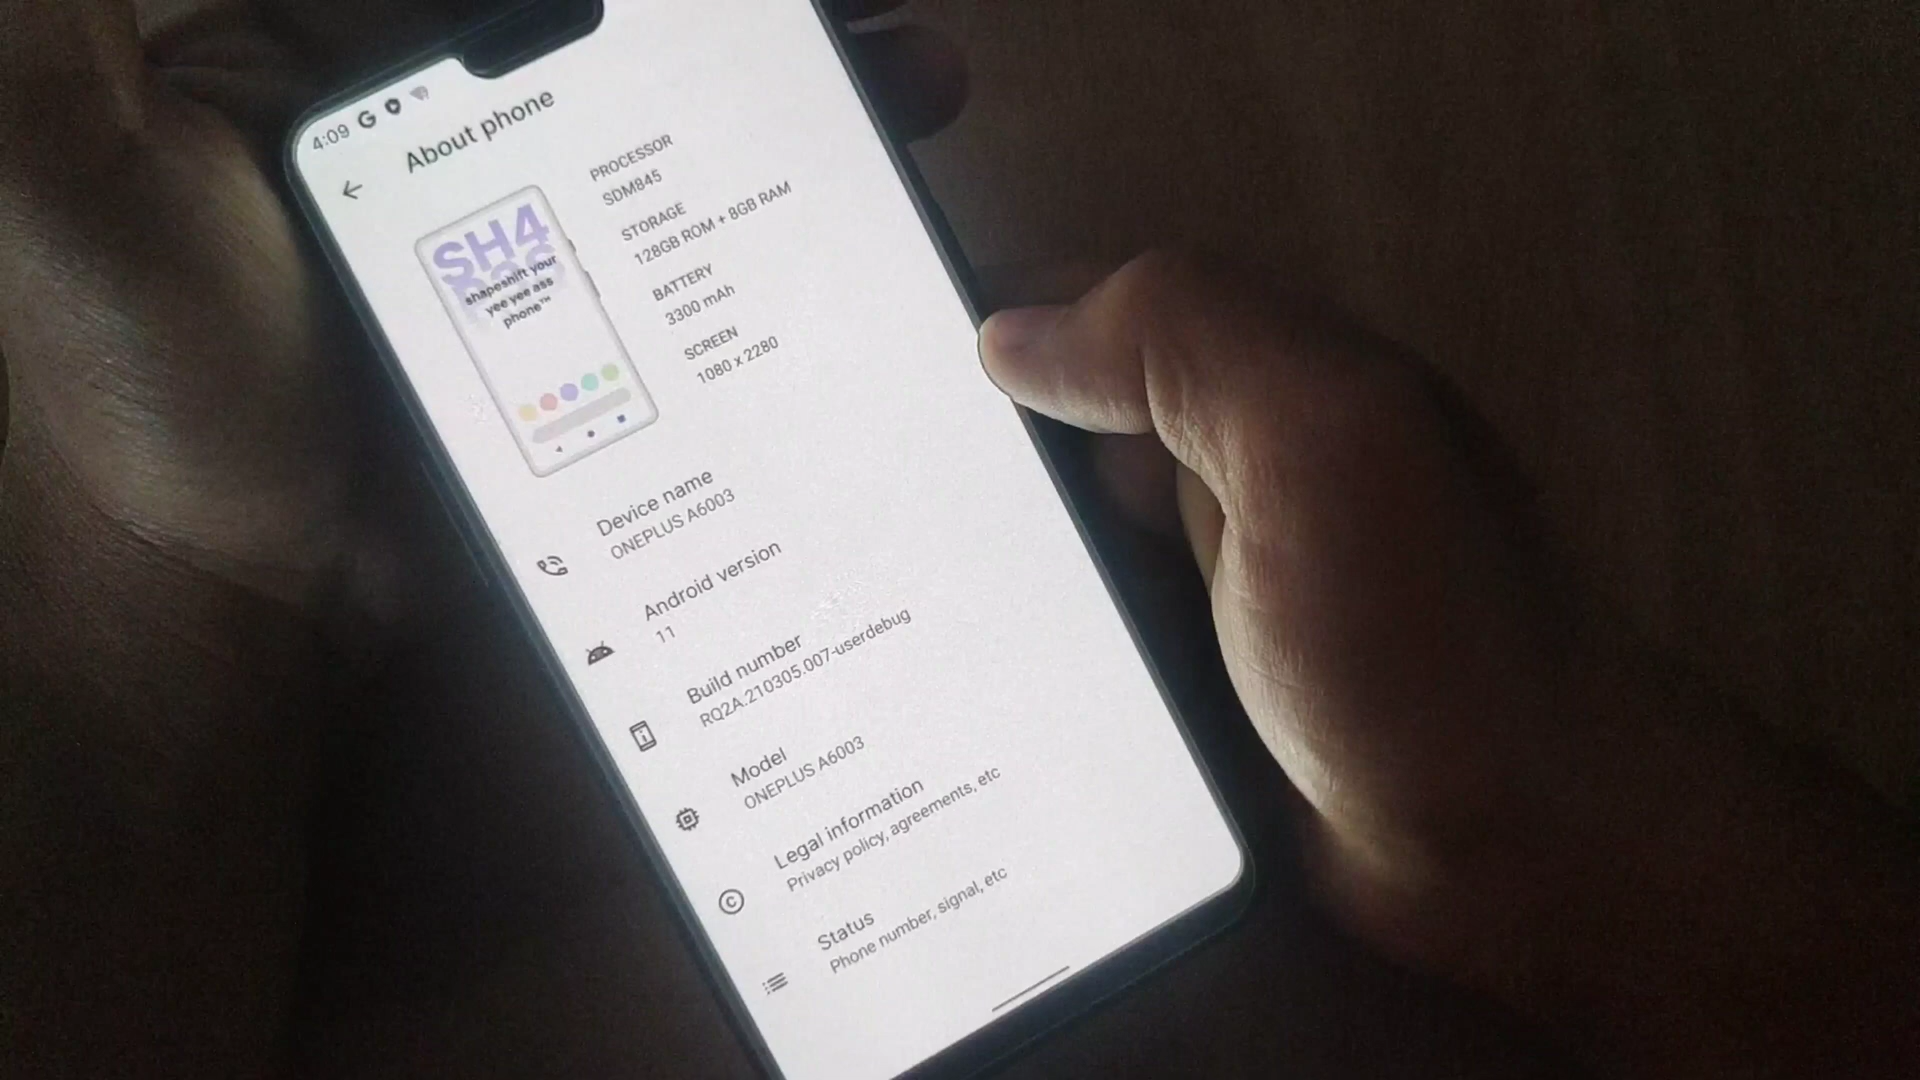 4:09
About phone
SH4
shapeshift your
yee yee ass
phone™
PROCESSOR
SDM845
STORAGE
128GB ROM + 8GB RAM
BATTERY
3300 mAh
SCREEN
1080 x 2280
Device name
ONEPLUS A6003
Android version
11
Build number
RQ2A.210305.007-userdebug
Model
ONEPLUS A6003
Legal information
Privacy policy, agreements, etc
Status
Phone number, signal, etc